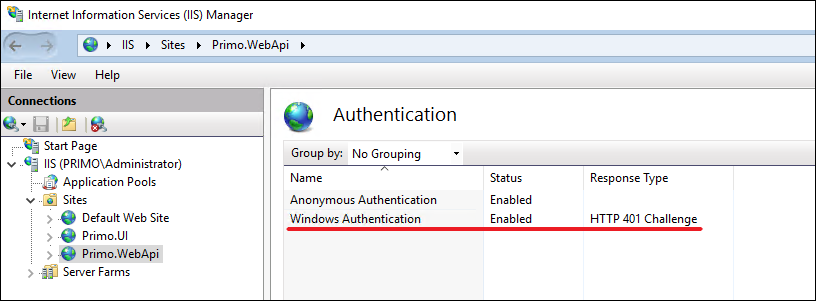 Internet Information Services (IIS) Manager
IIS Sites Primo.WebApi
File View Help
Connections
Start Page
IIS (PRIMO\Administrator)
Application Pools
Sites
Default Web Site
Primo.UI
Primo.WebApi
Server Farms
Authentication
Group by: No Grouping
Name Status Response Type
Anonymous Authentication Enabled
Windows Authentication Enabled HTTP 401 Challenge